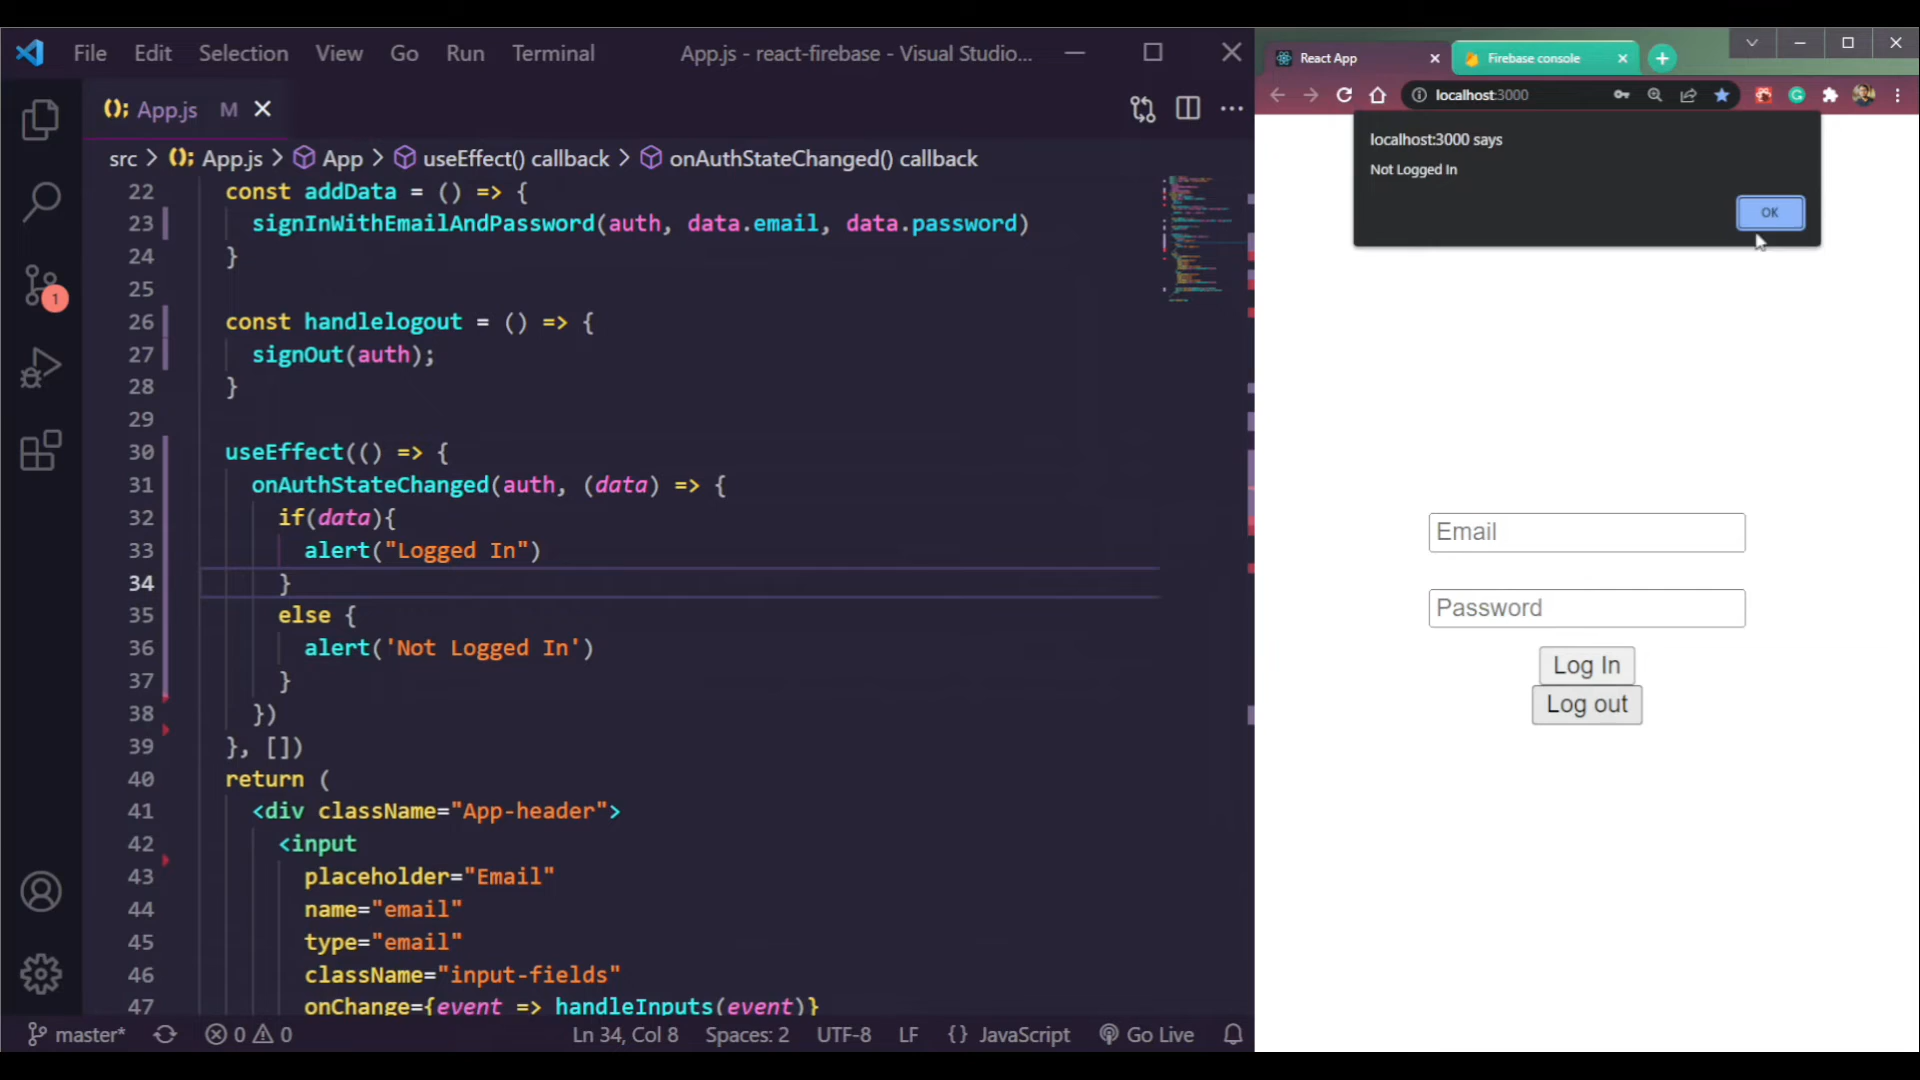 File Edit Selection View Go Run Terminal App.js - react-firebase - Visual Studio...
App.js M
src > App.js > App > useEffect() callback > onAuthStateChanged() callback
22 const addData = () => {
23 signInWithEmailAndPassword(auth, data.email, data.password)
24 }
25
26 const handlelogout = () => {
27 signOut(auth);
28 }
29
30 useEffect(() => {
31 onAuthStateChanged(auth, (data) => {
32 if(data){
33 alert("Logged In")
34 }
35 else {
36 alert('Not Logged In')
37 }
38 })
39 }, [])
40 return (
41 <div className="App-header">
42 <input
43 placeholder="Email"
44 name="email"
45 type="email"
46 className="input-fields"
47 onChange={event => handleInputs(event)}
1
master* 0 0 Ln 34, Col 8 Spaces: 2 UTF-8 LF {} JavaScript Go Live
React App Firebase console
localhost:3000
localhost:3000 says
Not Logged In
OK
Email
Password
Log In
Log out